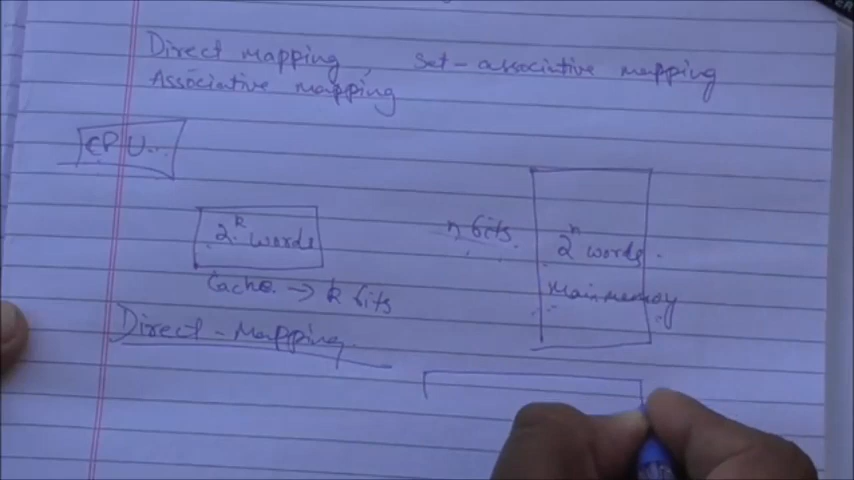 Direct mapping, Set-associative mapping
Associative mapping
CPU
2^k words
n bits
2^n words
Cache → k bits
Main memory
Direct-Mapping